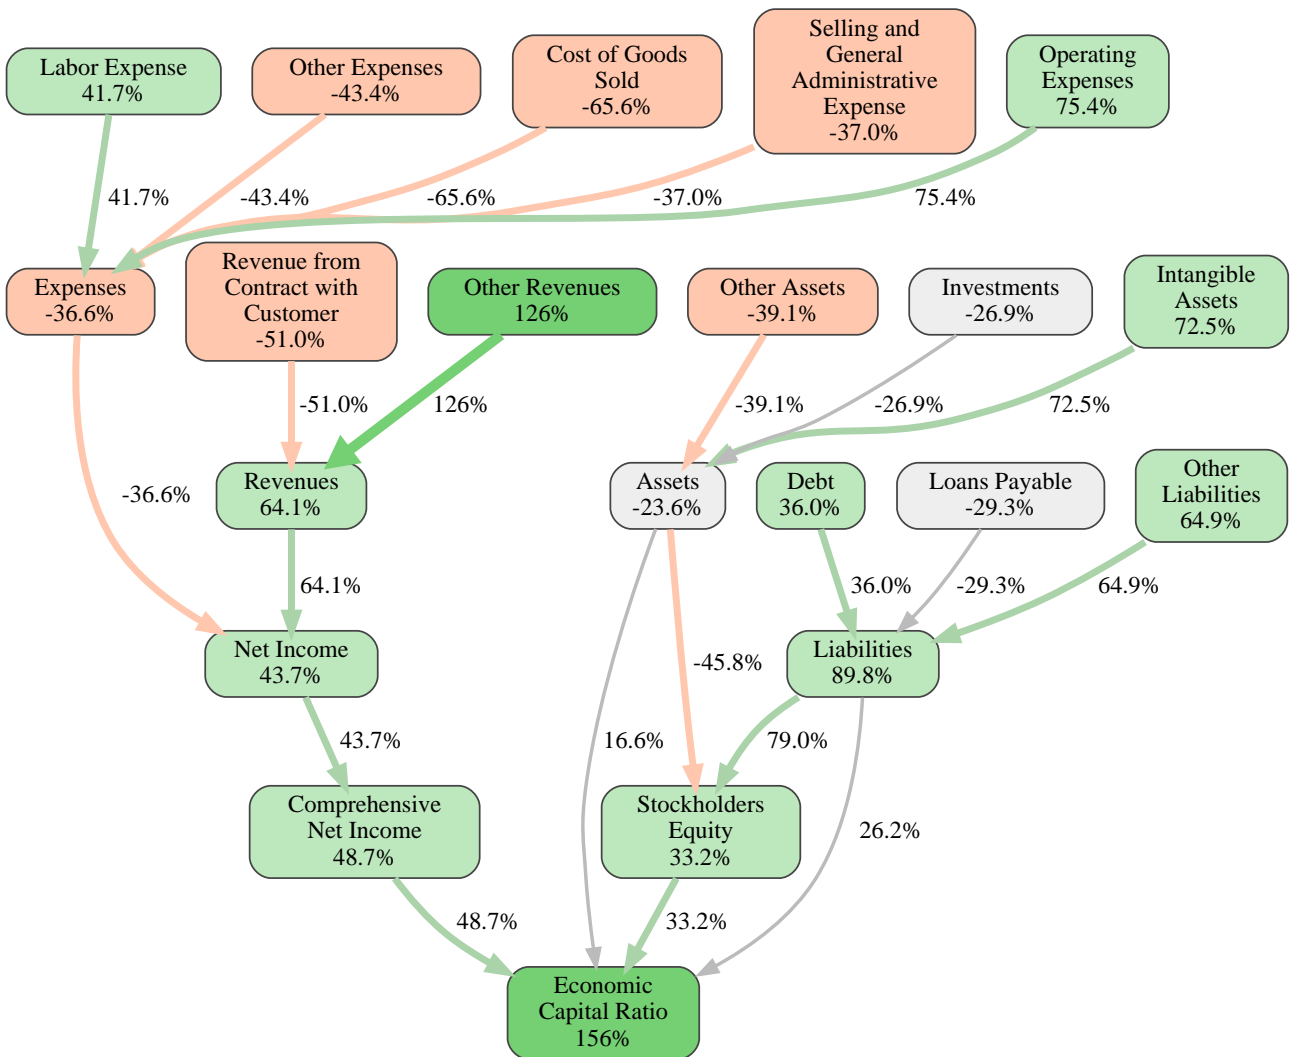 Labor Expense
41.7%
Other Expenses
-43.4%
Cost of Goods
Sold
-65.6%
Selling and
General
Administrative
Expense
-37.0%
Operating
Expenses
75.4%
41.7%
-43.4%
-65.6%
-37.0%
75.4%
Expenses
-36.6%
Revenue from
Contract with
Customer
-51.0%
Other Revenues
126%
Other Assets
-39.1%
Investments
-26.9%
Intangible
Assets
72.5%
-51.0%
126%
-39.1%
-26.9%
72.5%
-36.6%
Revenues
64.1%
Assets
-23.6%
Debt
36.0%
Loans Payable
-29.3%
Other
Liabilities
64.9%
64.1%
36.0%
-29.3%
64.9%
Net Income
43.7%
-45.8%
Liabilities
89.8%
43.7%
16.6%
79.0%
Comprehensive
Net Income
48.7%
Stockholders
Equity
33.2%
26.2%
48.7%
33.2%
Economic
Capital Ratio
156%